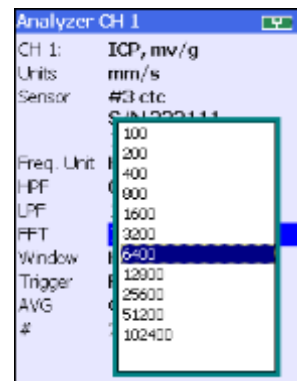 Analyzer CH 1
CH 1: ICP, mv/g
Units mm/s
Sensor #3 ctc
S/N 222111
Freq. Unit
HPF
LPF
FFT
Window
Trigger
AVG
#
100
200
400
800
1600
3200
6400
12800
25600
51200
102400